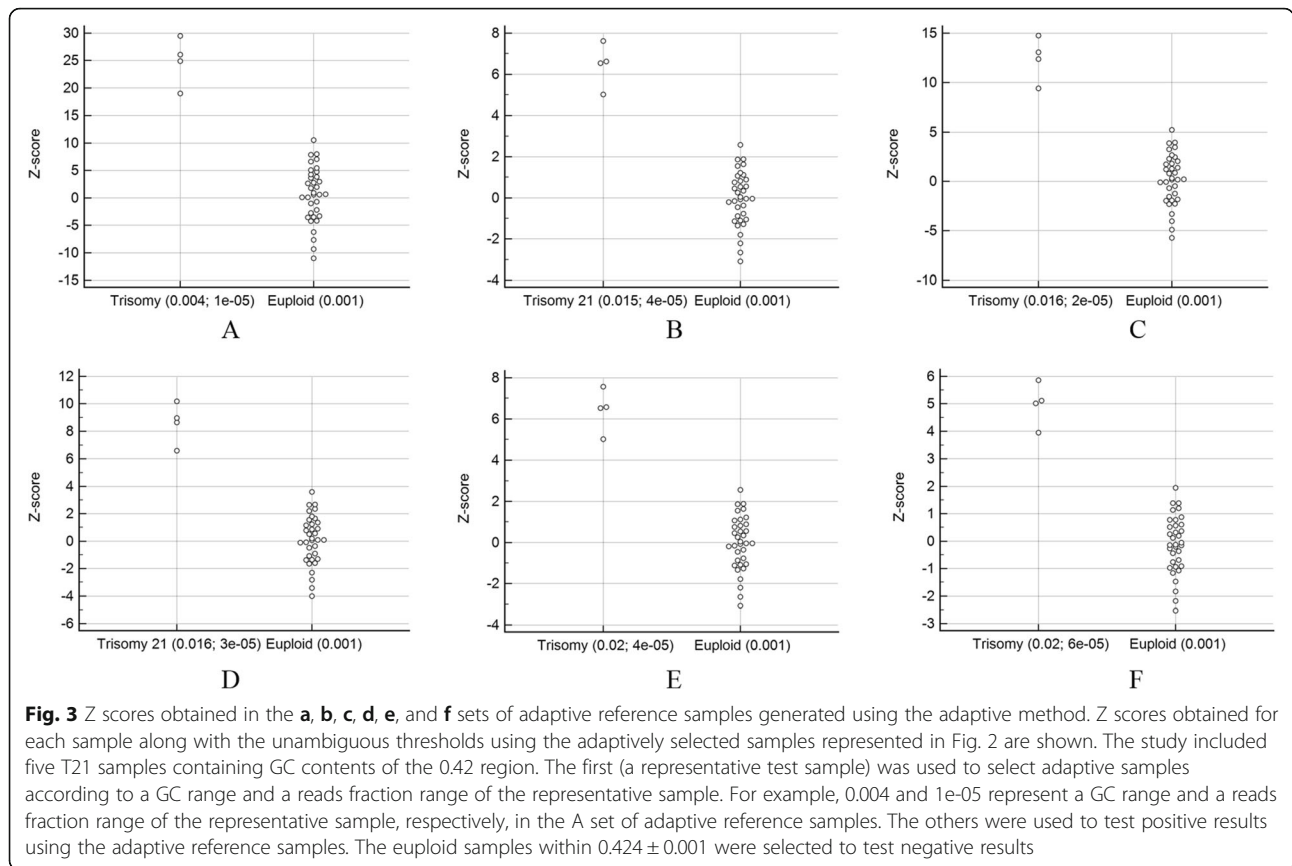 30
25
20
15
10
5
0
-5
-10
-15
Z-score
Trisomy (0.004; 1e-05) Euploid (0.001)
A
8
6
4
2
0
-2
-4
Z-score
Trisomy 21 (0.015; 4e-05) Euploid (0.001)
B
15
10
5
0
-5
-10
Z-score
Trisomy (0.016; 2e-05) Euploid (0.001)
C
12
10
8
6
4
2
0
-2
-4
-6
Z-score
Trisomy 21 (0.016; 3e-05) Euploid (0.001)
D
8
6
4
2
0
-2
-4
Z-score
Trisomy (0.02; 4e-05) Euploid (0.001)
E
6
5
4
3
2
1
0
-1
-2
-3
Z-score
Trisomy (0.02; 6e-05) Euploid (0.001)
F
Fig. 3 Z scores obtained in the a, b, c, d, e, and f sets of adaptive reference samples generated using the adaptive method. Z scores obtained for
each sample along with the unambiguous thresholds using the adaptively selected samples represented in Fig. 2 are shown. The study included
five T21 samples containing GC contents of the 0.42 region. The first (a representative test sample) was used to select adaptive samples
according to a GC range and a reads fraction range of the representative sample. For example, 0.004 and 1e-05 represent a GC range and a reads
fraction range of the representative sample, respectively, in the A set of adaptive reference samples. The others were used to test positive results
using the adaptive reference samples. The euploid samples within 0.424 ± 0.001 were selected to test negative results